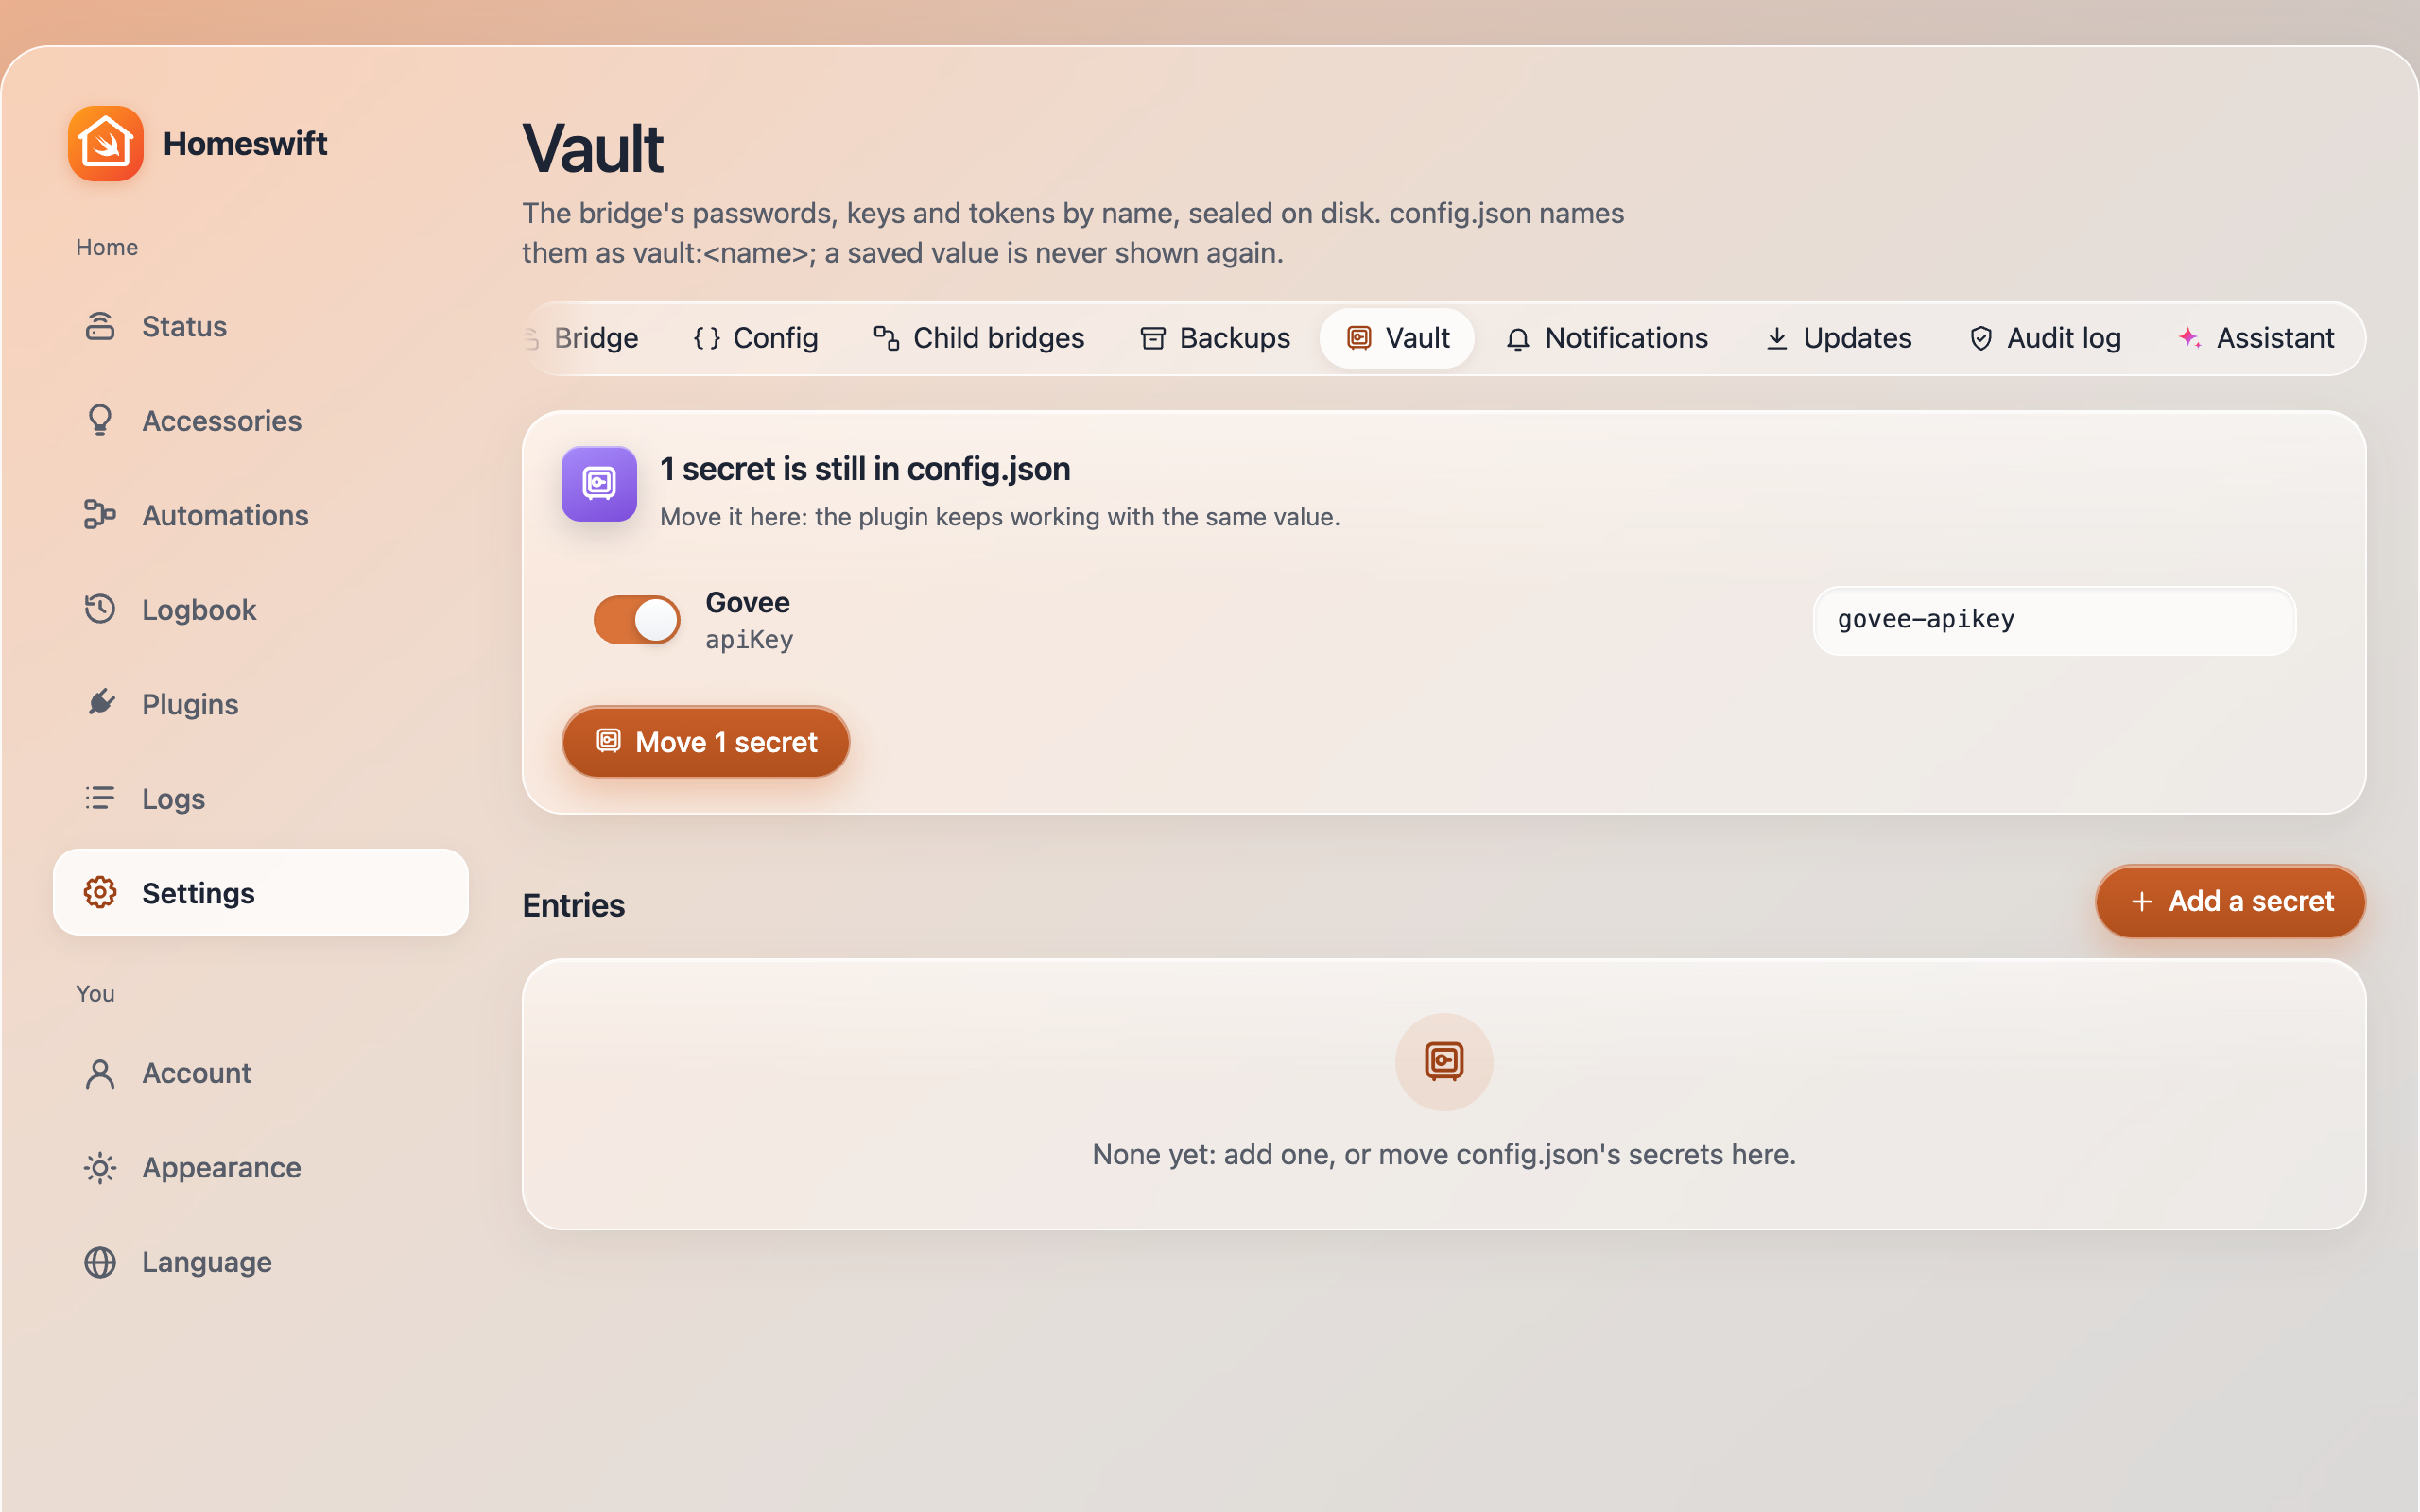 Homeswift
Home
Status
Accessories
Automations
Logbook
Plugins
Logs
Settings
You
Account
Appearance
Language
Vault
The bridge's passwords, keys and tokens by name, sealed on disk. config.json names
them as vault:<name>; a saved value is never shown again.
Bridge
{ } Config
Child bridges
Backups
Vault
Notifications
Updates
Audit log
Assistant
1 secret is still in config.json
Move it here: the plugin keeps working with the same value.
Govee
apiKey
govee-apikey
Move 1 secret
Entries
+ Add a secret
None yet: add one, or move config.json's secrets here.